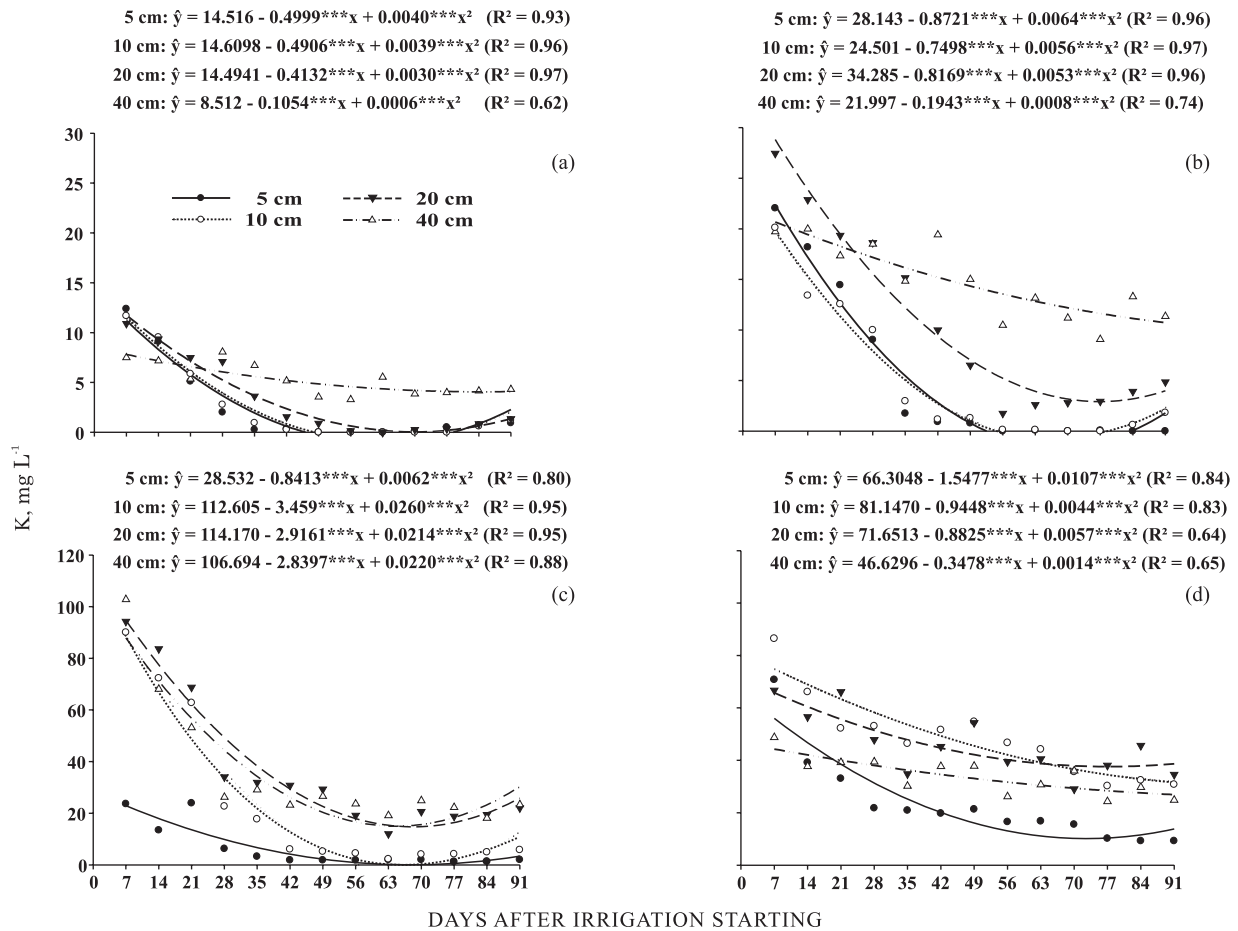 5 cm: ŷ = 14.516 - 0.4999***x + 0.0040***x² (R² = 0.93)
10 cm: ŷ = 14.6098 - 0.4906***x + 0.0039***x² (R² = 0.96)
20 cm: ŷ = 14.4941 - 0.4132***x + 0.0030***x² (R² = 0.97)
40 cm: ŷ = 8.512 - 0.1054***x + 0.0006***x² (R² = 0.62)
5 cm: ŷ = 28.143 - 0.8721***x + 0.0064***x² (R² = 0.96)
10 cm: ŷ = 24.501 - 0.7498***x + 0.0056***x² (R² = 0.97)
20 cm: ŷ = 34.285 - 0.8169***x + 0.0053***x² (R² = 0.96)
40 cm: ŷ = 21.997 - 0.1943***x + 0.0008***x² (R² = 0.74)
30
25
20
15
10
5
0
(a)
5 cm
20 cm
10 cm
40 cm
(b)
K, mg L⁻¹
5 cm: ŷ = 28.532 - 0.8413***x + 0.0062***x² (R² = 0.80)
10 cm: ŷ = 112.605 - 3.459***x + 0.0260***x² (R² = 0.95)
20 cm: ŷ = 114.170 - 2.9161***x + 0.0214***x² (R² = 0.95)
40 cm: ŷ = 106.694 - 2.8397***x + 0.0220***x² (R² = 0.88)
5 cm: ŷ = 66.3048 - 1.5477***x + 0.0107***x² (R² = 0.84)
10 cm: ŷ = 81.1470 - 0.9448***x + 0.0044***x² (R² = 0.83)
20 cm: ŷ = 71.6513 - 0.8825***x + 0.0057***x² (R² = 0.64)
40 cm: ŷ = 46.6296 - 0.3478***x + 0.0014***x² (R² = 0.65)
120
100
80
60
40
20
0
(c)
(d)
0 7 14 21 28 35 42 49 56 63 70 77 84 91
0 7 14 21 28 35 42 49 56 63 70 77 84 91
DAYS AFTER IRRIGATION STARTING